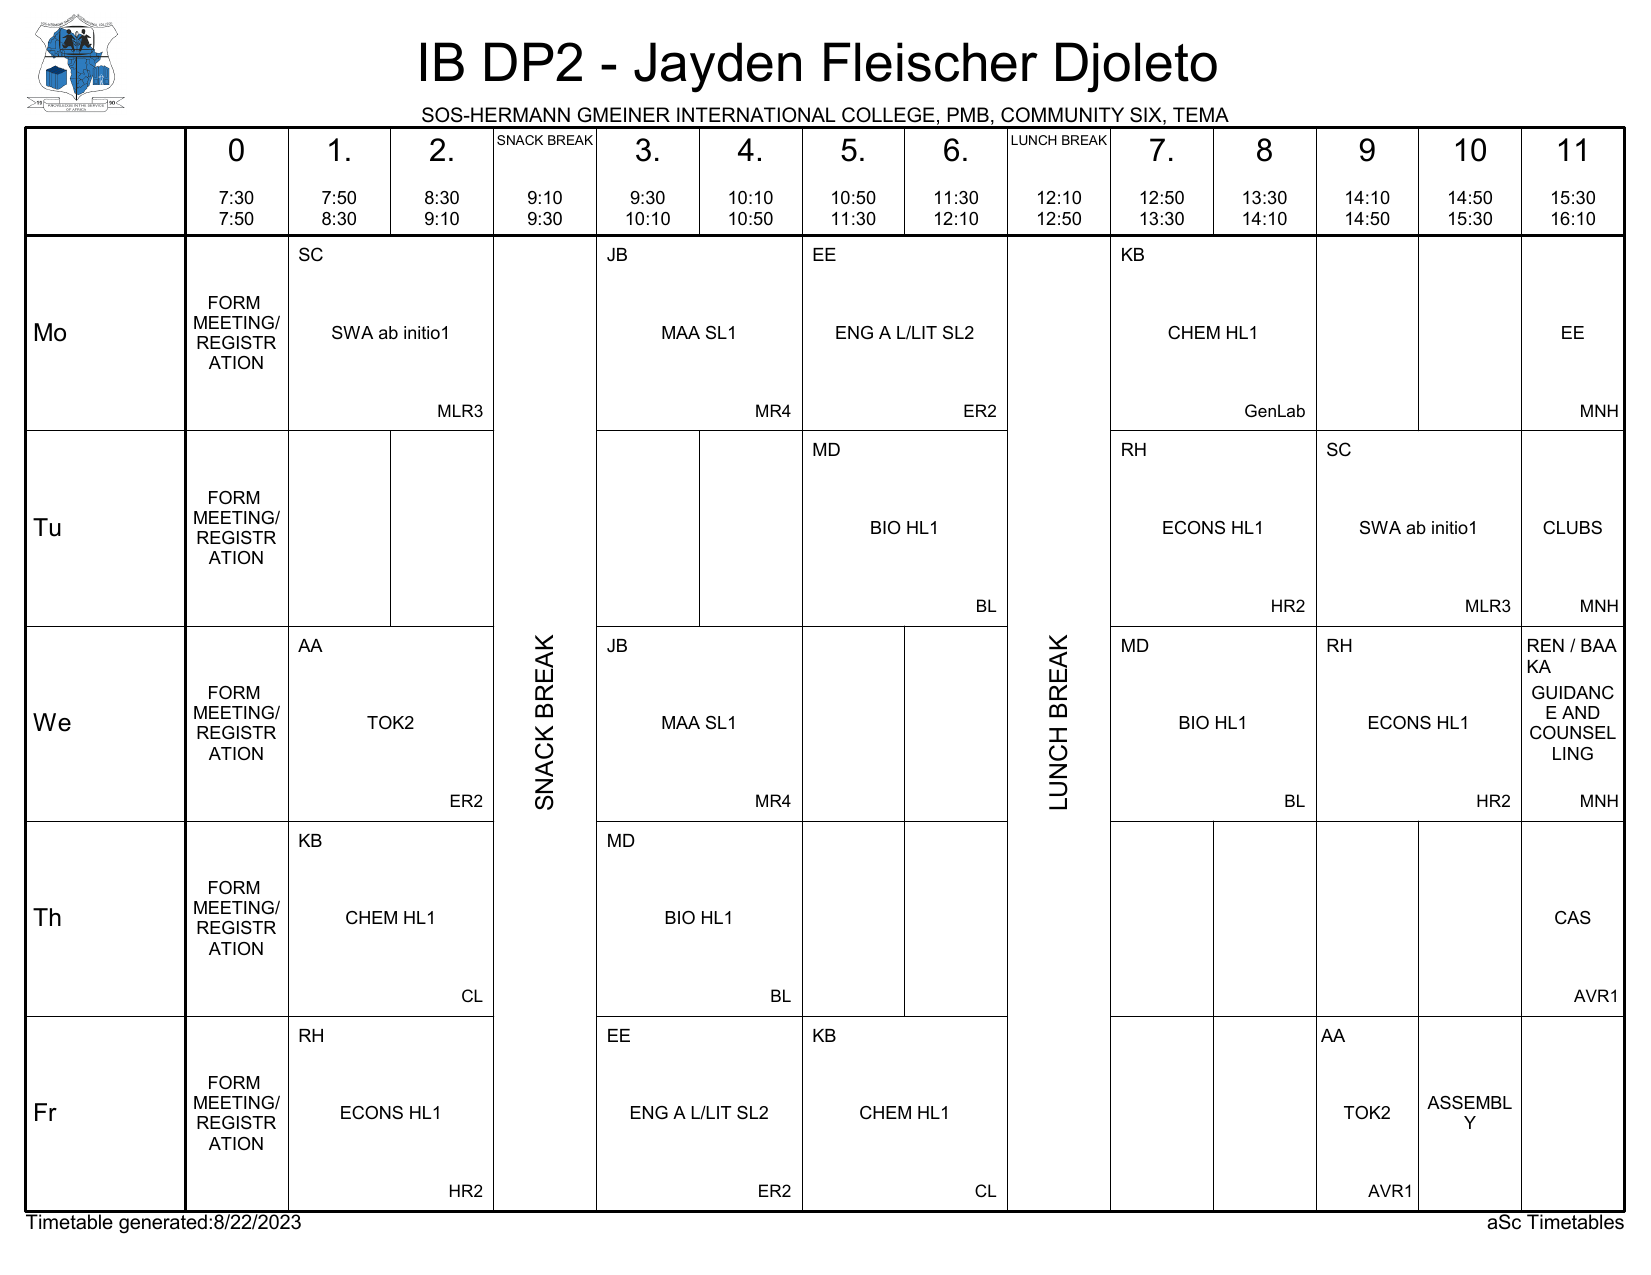 IB DP2 - Jayden Fleischer Djoleto
SOS-HERMANN GMEINER INTERNATIONAL COLLEGE, PMB, COMMUNITY SIX, TEMA
0
7:30
7:50
1.
7:50
8:30
2.
8:30
9:10
SNACK BREAK
9:10
9:30
3.
9:30
10:10
4.
10:10
10:50
5.
10:50
11:30
6.
11:30
12:10
LUNCH BREAK
12:10
12:50
7.
12:50
13:30
8
13:30
14:10
9
14:10
14:50
10
14:50
15:30
11
15:30
16:10
Mo
FORM
MEETING/
REGISTR
ATION
SC
SWA ab initio1
MLR3
JB
MAA SL1
MR4
EE
ENG A L/LIT SL2
ER2
KB
CHEM HL1
GenLab
EE
MNH
Tu
FORM
MEETING/
REGISTR
ATION
MD
BIO HL1
BL
RH
ECONS HL1
HR2
SC
SWA ab initio1
MLR3
CLUBS
MNH
We
FORM
MEETING/
REGISTR
ATION
AA
TOK2
ER2
SNACK BREAK
JB
MAA SL1
MR4
LUNCH BREAK
MD
BIO HL1
BL
RH
ECONS HL1
HR2
REN / BAA
KA
GUIDANC
E AND
COUNSEL
LING
MNH
Th
FORM
MEETING/
REGISTR
ATION
KB
CHEM HL1
CL
MD
BIO HL1
BL
CAS
AVR1
Fr
FORM
MEETING/
REGISTR
ATION
RH
ECONS HL1
HR2
EE
ENG A L/LIT SL2
ER2
KB
CHEM HL1
CL
AA
TOK2
AVR1
ASSEMBL
Y
Timetable generated:8/22/2023
aSc Timetables